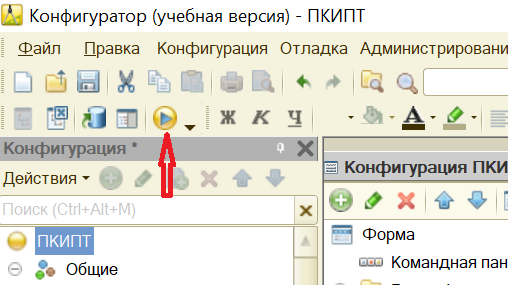 Конфигуратор (учебная версия) - ПКИПТ
Файл Правка Конфигурация Отладка Администрировани
Ж К Ч А
Конфигурация *
Конфигурация ПКИП
Действия
Поиск (Ctrl+Alt+M)
ПКИПТ
Форма
Общие
Командная пан